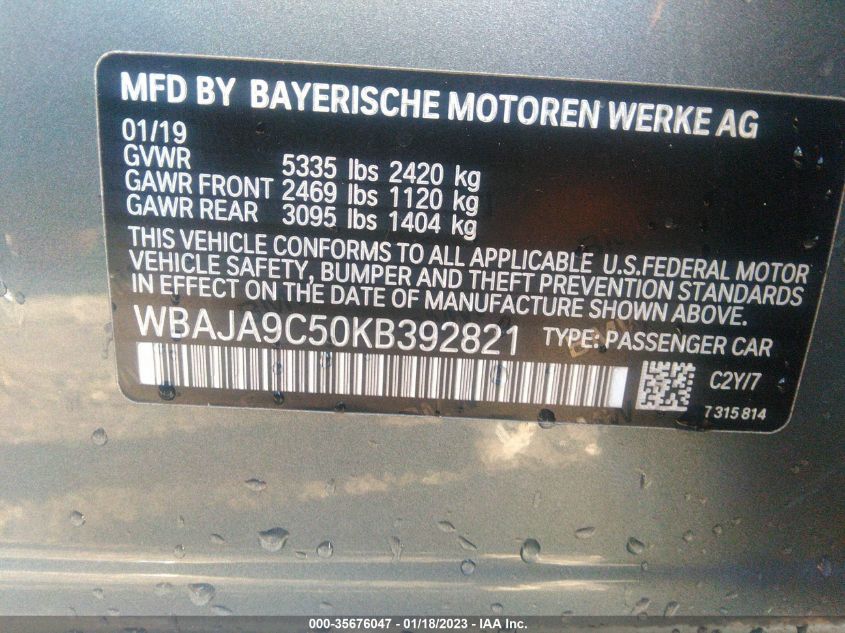 MFD BY BAYERISCHE MOTOREN WERKE AG
01/19
GVWR 5335 lbs 2420 kg
GAWR FRONT 2469 lbs 1120 kg
GAWR REAR 3095 lbs 1404 kg
THIS VEHICLE CONFORMS TO ALL APPLICABLE U.S.FEDERAL MOTOR
VEHICLE SAFETY, BUMPER AND THEFT PREVENTION STANDARDS
IN EFFECT ON THE DATE OF MANUFACTURE SHOWN ABOVE.
WBAJA9C50KB392821 TYPE: PASSENGER CAR
C2Y/7
7315814
000-35676047 - 01/18/2023 - IAA Inc.